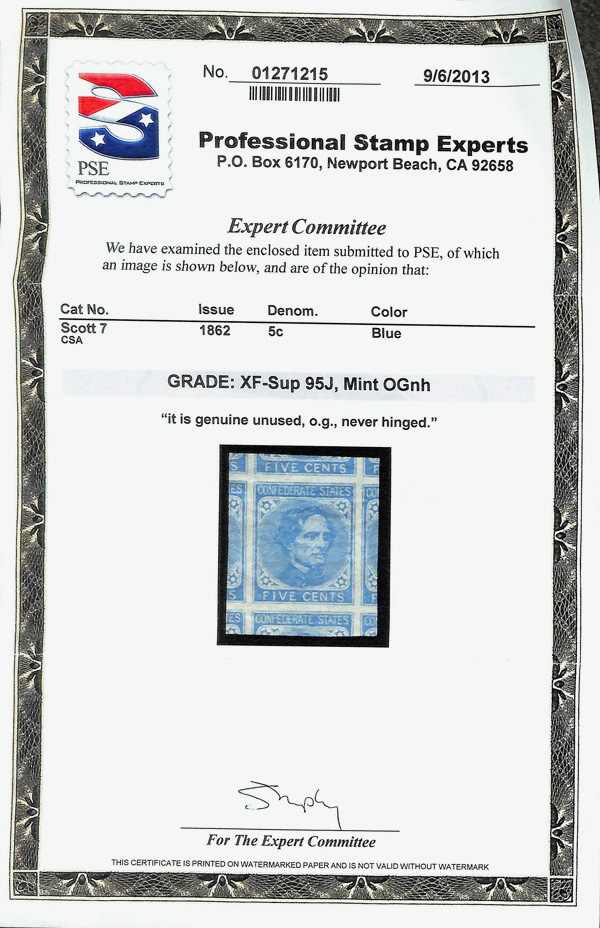 No. 01271215
9/6/2013
PSE
PROFESSIONAL STAMP EXPERTS
Professional Stamp Experts
P.O. Box 6170, Newport Beach, CA 92658
Expert Committee
We have examined the enclosed item submitted to PSE, of which
an image is shown below, and are of the opinion that:
Cat No. Issue Denom. Color
Scott 7 1862 5c Blue
CSA
GRADE: XF-Sup 95J, Mint OGnh
“it is genuine unused, o.g., never hinged.”
FIVE CENTS
ES CONFEDERATE STATES
ES FIVE CENTS
CONFEDERATE STATES
For The Expert Committee
THIS CERTIFICATE IS PRINTED ON WATERMARKED PAPER AND IS NOT VALID WITHOUT WATERMARK